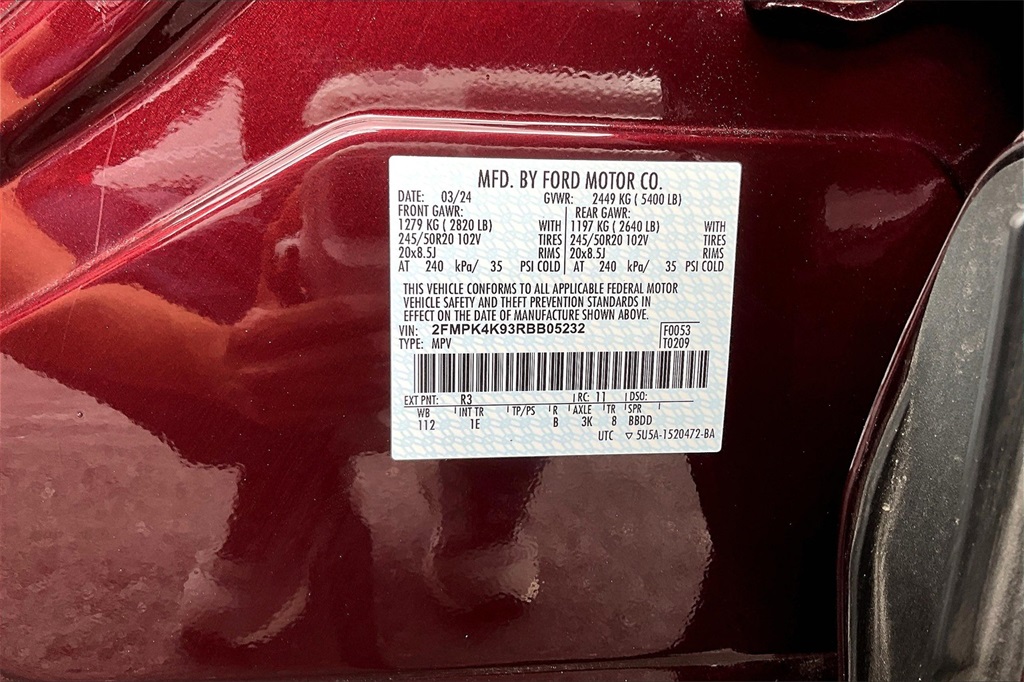 MFD. BY FORD MOTOR CO.
DATE: 03/24 GVWR: 2449 KG ( 5400 LB)
FRONT GAWR: REAR GAWR:
1279 KG ( 2820 LB) WITH 1197 KG ( 2640 LB) WITH
245/50R20 102V TIRES 245/50R20 102V TIRES
20x8.5J RIMS 20x8.5J RIMS
AT 240 kPa/ 35 PSI COLD AT 240 kPa/ 35 PSI COLD
THIS VEHICLE CONFORMS TO ALL APPLICABLE FEDERAL MOTOR
VEHICLE SAFETY AND THEFT PREVENTION STANDARDS IN
EFFECT ON THE DATE OF MANUFACTURE SHOWN ABOVE.
VIN: 2FMPK4K93RBB05232 F0053
TYPE: MPV T0209
EXT PNT: R3 RC: 11 DSO:
WB INT TR TP/PS R AXLE TR SPR
112 1E B 3K 8 BBDD
UTC ▽ 5U5A-1520472-BA